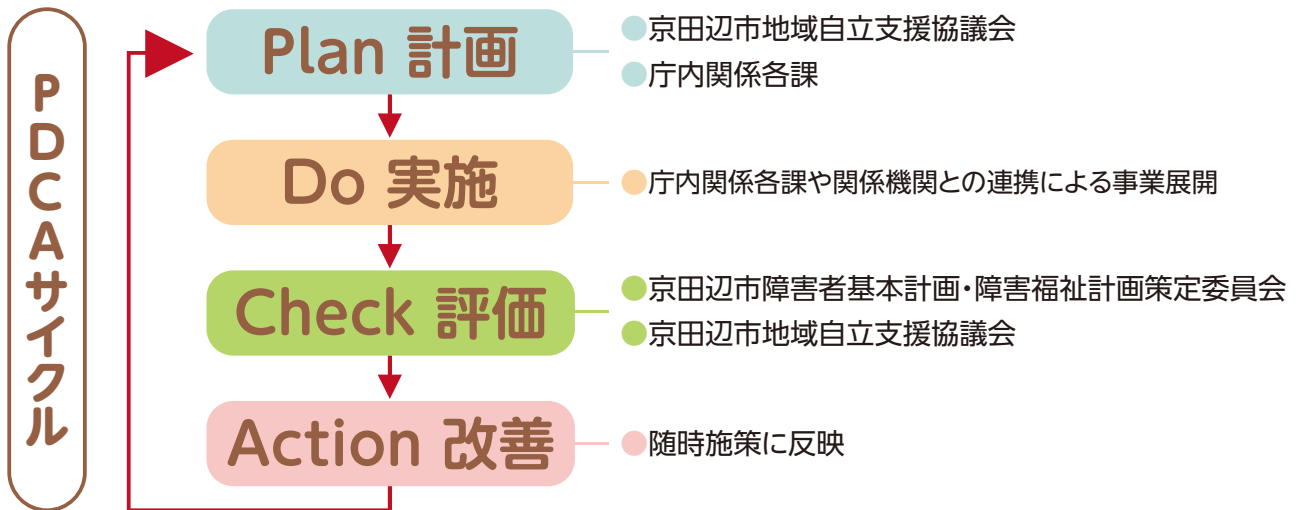 PDCAサイクル
Plan 計画
●京田辺市地域自立支援協議会
●庁内関係各課
Do 実施
●庁内関係各課や関係機関との連携による事業展開
Check 評価
●京田辺市障害者基本計画・障害福祉計画策定委員会
●京田辺市地域自立支援協議会
Action 改善
●随時施策に反映